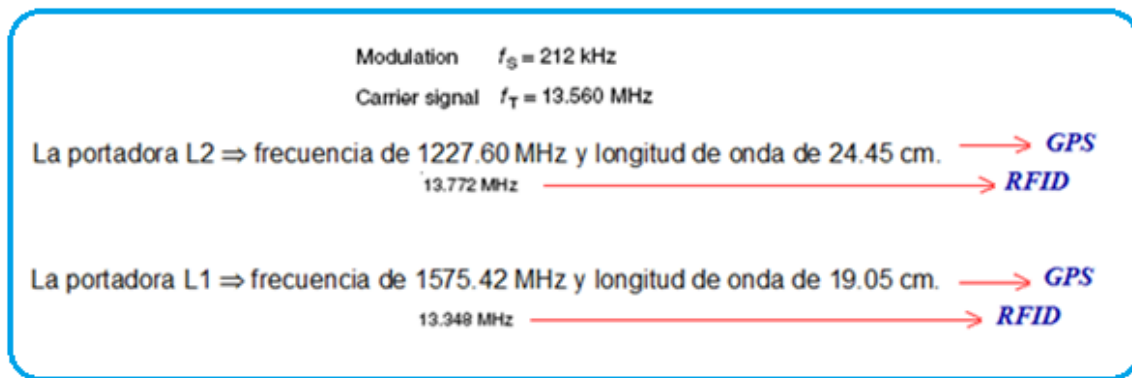 Modulation fS = 212 kHz
Carrier signal fT = 13.560 MHz
La portadora L2 ⇒ frecuencia de 1227.60 MHz y longitud de onda de 24.45 cm. GPS
13.772 MHz RFID
La portadora L1 ⇒ frecuencia de 1575.42 MHz y longitud de onda de 19.05 cm. GPS
13.348 MHz RFID